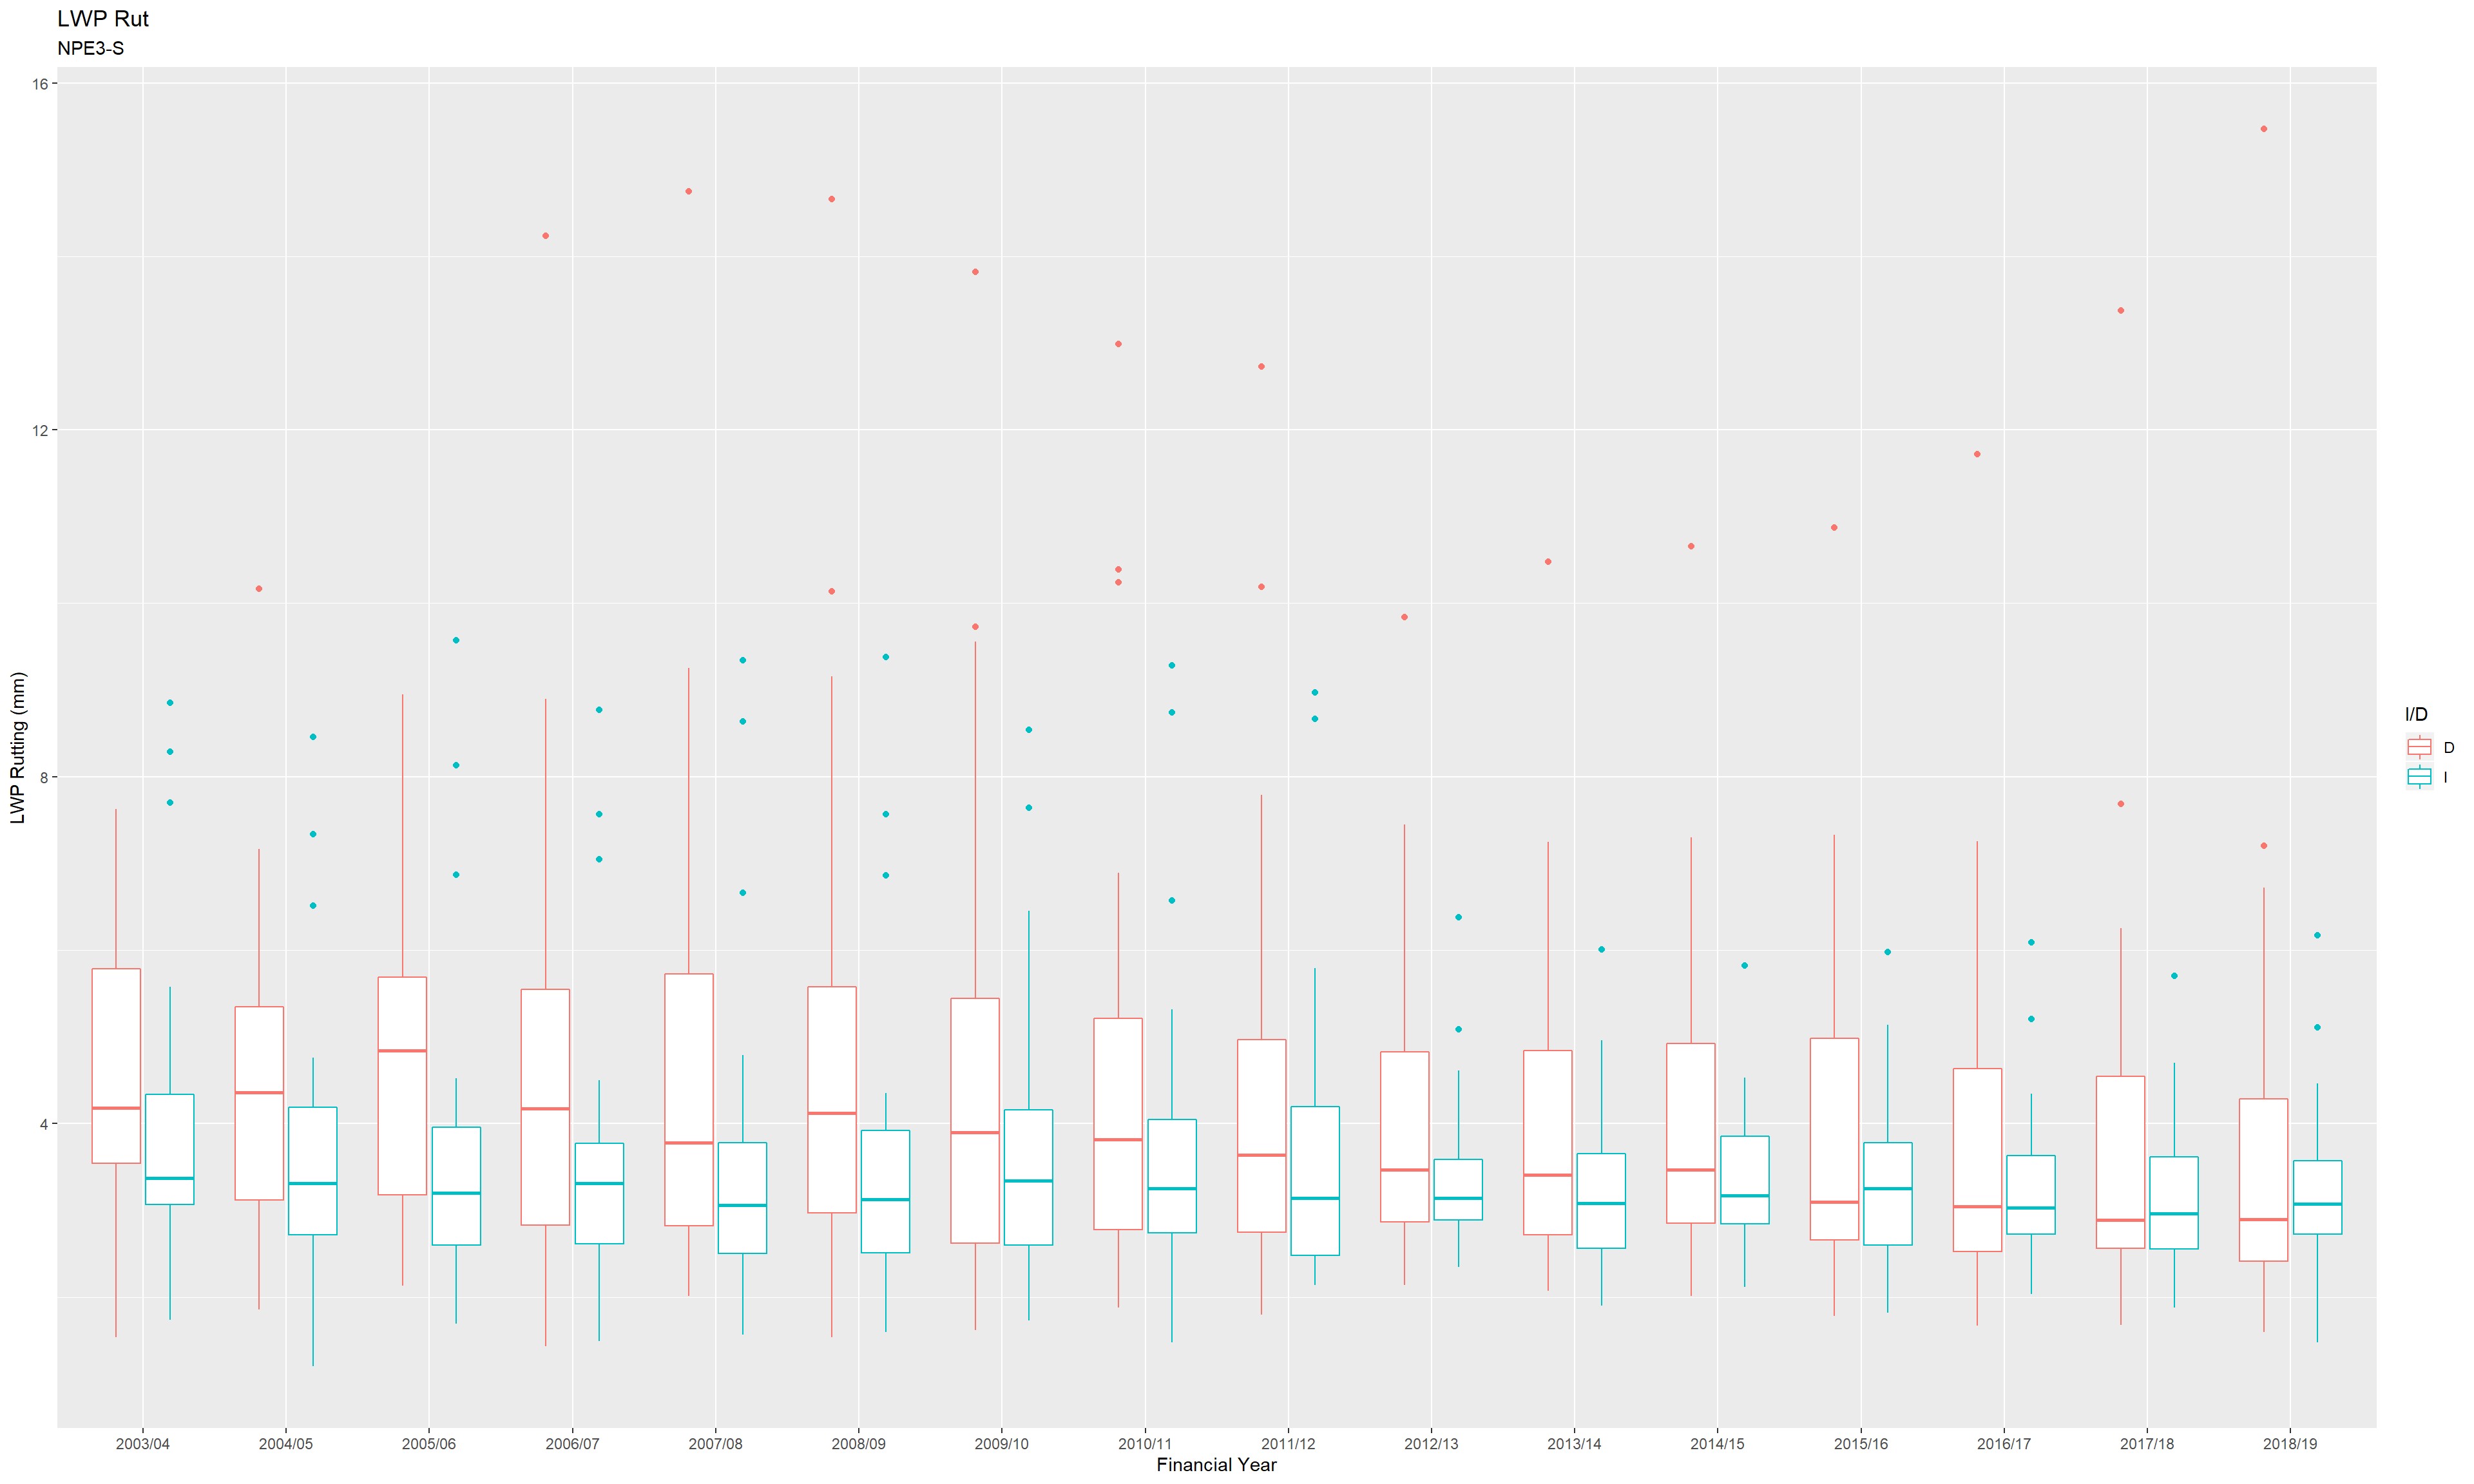 LWP Rut
NPE3-S
LWP Rutting (mm)
16
12
8
4
2003/04 2004/05 2005/06 2006/07 2007/08 2008/09 2009/10 2010/11 2011/12 2012/13 2013/14 2014/15 2015/16 2016/17 2017/18 2018/19
Financial Year
I/D
D
I